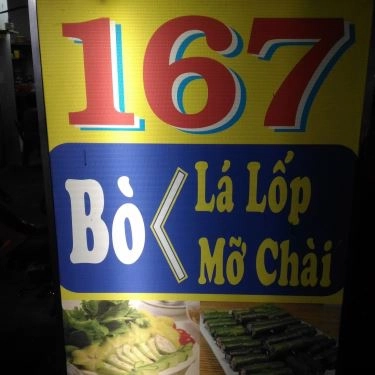 167
Bò
Lá Lốp
Mỡ Chài